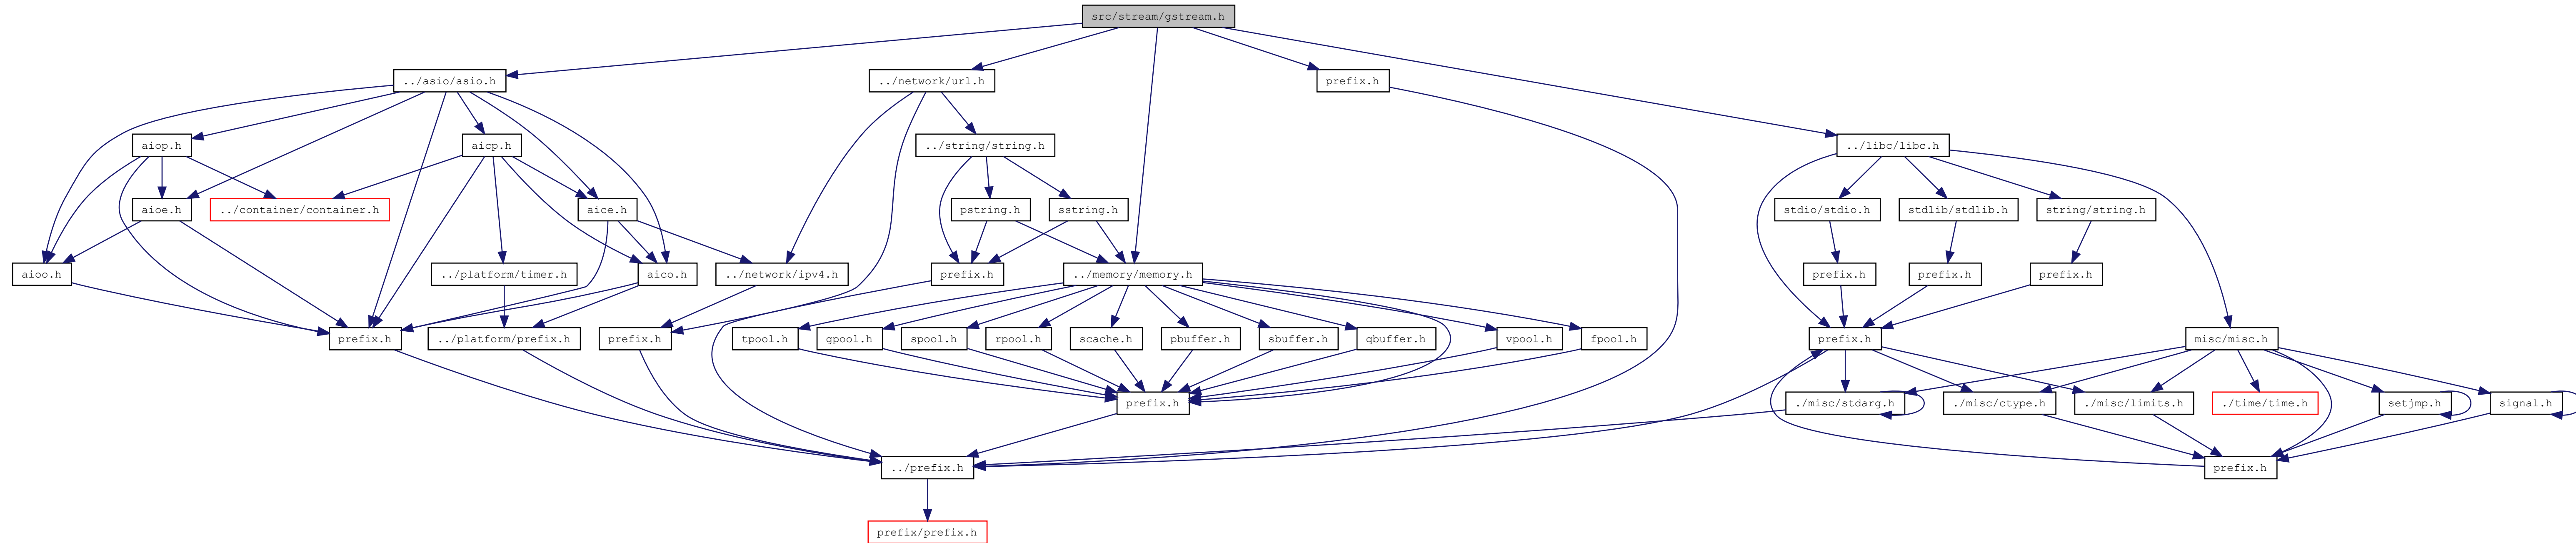 src/stream/gstream.h
../asio/asio.h
../network/url.h
prefix.h
aiop.h
aicp.h
../string/string.h
../libc/libc.h
aioe.h
../container/container.h
aice.h
pstring.h
sstring.h
stdio/stdio.h
stdlib/stdlib.h
string/string.h
aioo.h
../platform/timer.h
aico.h
../network/ipv4.h
prefix.h
../memory/memory.h
prefix.h
prefix.h
prefix.h
prefix.h
../platform/prefix.h
prefix.h
tpool.h
gpool.h
spool.h
rpool.h
scache.h
pbuffer.h
sbuffer.h
qbuffer.h
vpool.h
fpool.h
prefix.h
misc/misc.h
prefix.h
./misc/stdarg.h
./misc/ctype.h
./misc/limits.h
./time/time.h
setjmp.h
signal.h
../prefix.h
prefix.h
prefix/prefix.h